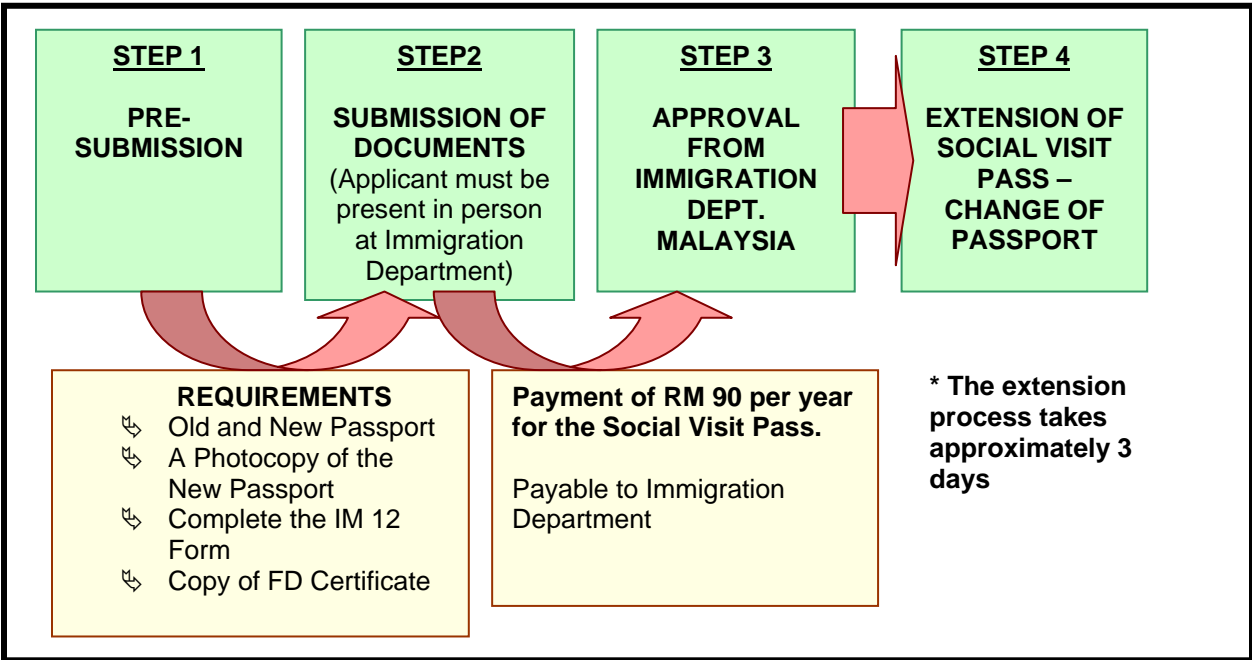 STEP 1
PRE-
SUBMISSION
STEP2
SUBMISSION OF
DOCUMENTS
(Applicant must be
present in person
at Immigration
Department)
STEP 3
APPROVAL
FROM
IMMIGRATION
DEPT.
MALAYSIA
STEP 4
EXTENSION OF
SOCIAL VISIT
PASS –
CHANGE OF
PASSPORT
REQUIREMENTS
Old and New Passport
A Photocopy of the
New Passport
Complete the IM 12
Form
Copy of FD Certificate
Payment of RM 90 per year
for the Social Visit Pass.
Payable to Immigration
Department
* The extension
process takes
approximately 3
days